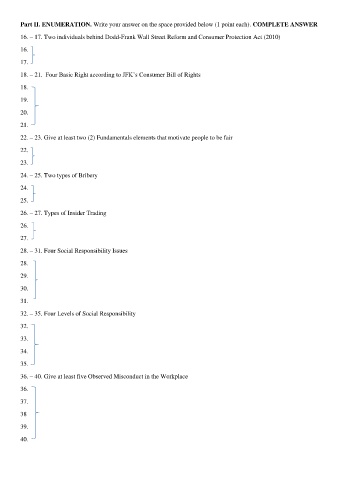 Part II. ENUMERATION. Write your answer on the space provided below (1 point each). COMPLETE ANSWER
16. – 17. Two individuals behind Dodd-Frank Wall Street Reform and Consumer Protection Act (2010)
16.
17.
18. – 21. Four Basic Right according to JFK's Consumer Bill of Rights
18.
19.
20.
21.
22. – 23. Give at least two (2) Fundamentals elements that motivate people to be fair
22.
23.
24. – 25. Two types of Bribery
24.
25.
26. – 27. Types of Insider Trading
26.
27.
28. – 31. Four Social Responsibility Issues
28.
29.
30.
31.
32. – 35. Four Levels of Social Responsibility
32.
33.
34.
35.
36. – 40. Give at least five Observed Misconduct in the Workplace
36.
37.
38
39.
40.